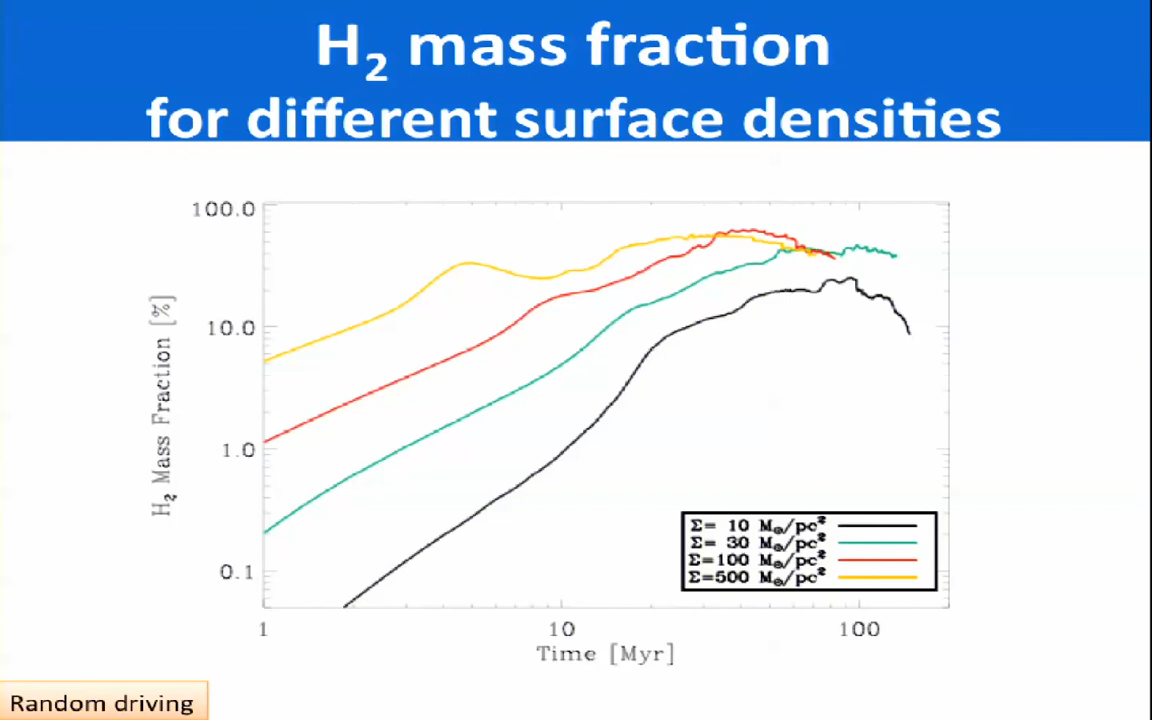 H₂ mass fraction
for different surface densities
100.0
10.0
1.0
0.1
H₂ Mass Fraction [%]
Σ= 10 M⊙/pc²
Σ= 30 M⊙/pc²
Σ=100 M⊙/pc²
Σ=500 M⊙/pc²
1 10 100
Time [Myr]
Random driving